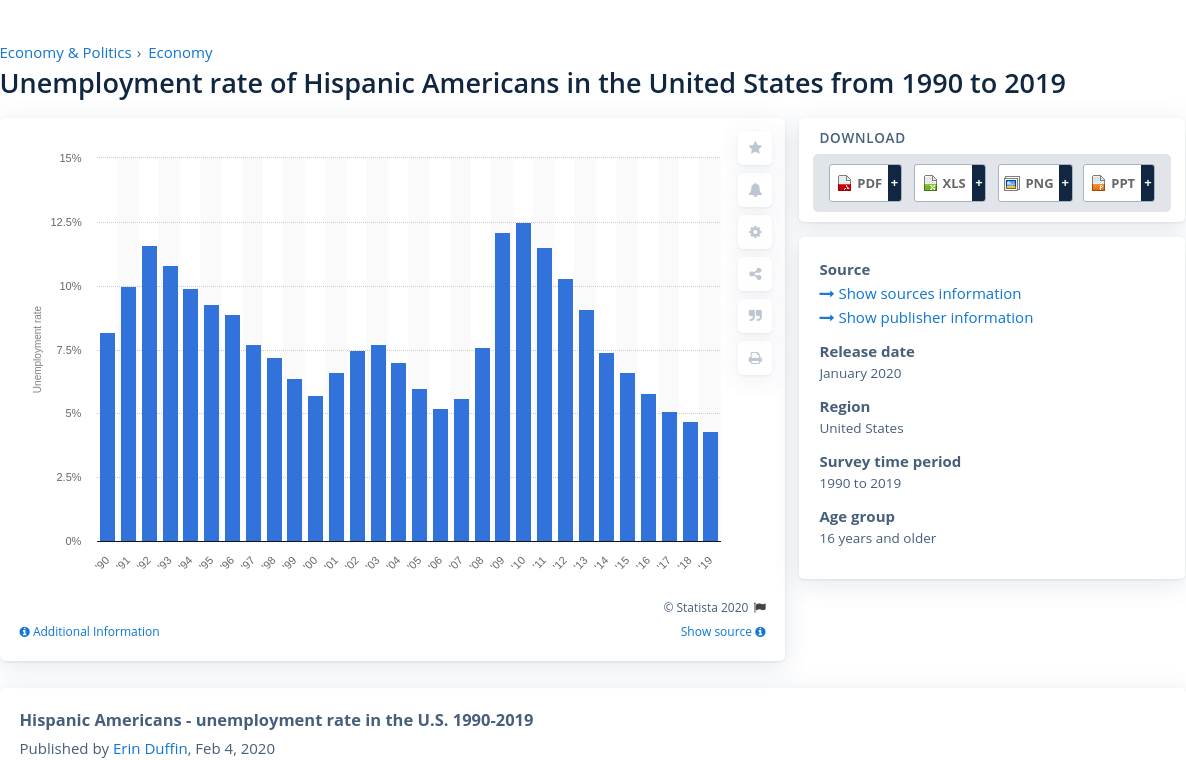 Economy & Politics › Economy
Unemployment rate of Hispanic Americans in the United States from 1990 to 2019
15%
12.5%
10%
7.5%
5%
2.5%
0%
Unemployment rate
'90 '91 '92 '93 '94 '95 '96 '97 '98 '99 '00 '01 '02 '03 '04 '05 '06 '07 '08 '09 '10 '11 '12 '13 '14 '15 '16 '17 '18 '19
© Statista 2020
Additional Information
Show source
DOWNLOAD
PDF + XLS + PNG + PPT +
Source
Show sources information
Show publisher information
Release date
January 2020
Region
United States
Survey time period
1990 to 2019
Age group
16 years and older
Hispanic Americans - unemployment rate in the U.S. 1990-2019
Published by Erin Duffin, Feb 4, 2020